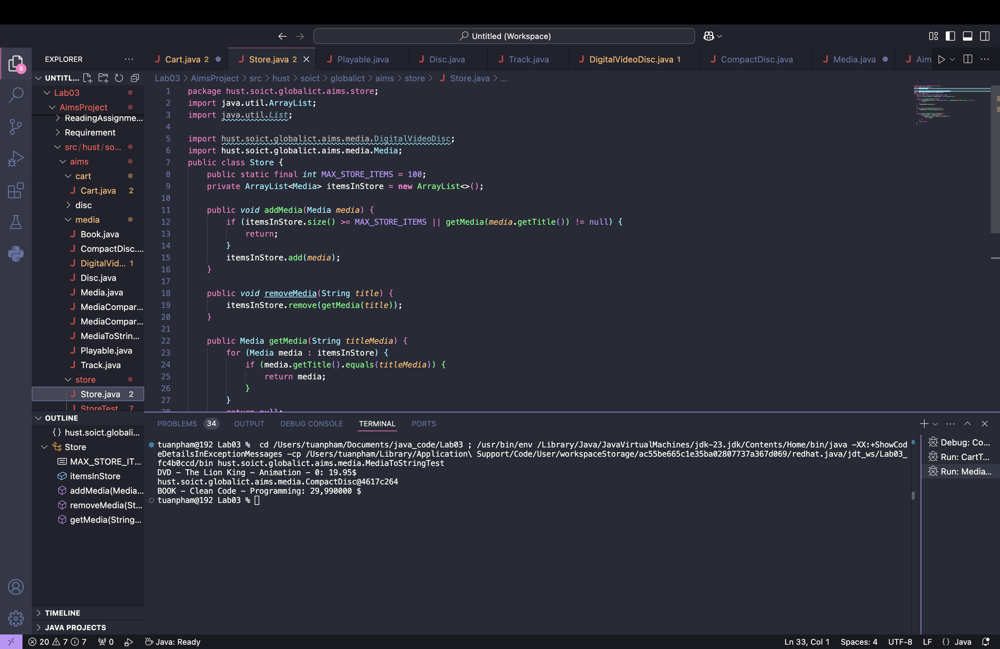 Untitled (Workspace)
EXPLORER
Cart.java 2
Store.java 2
Playable.java
Disc.java
Track.java
DigitalVideoDisc.java 1
CompactDisc.java
Media.java
Aim
5
UNTITL...
Lab03
AimsProject
ReadingAssignme...
Requirement
src/hust/so...
aims
cart
Cart.java 2
disc
media
Book.java
CompactDisc....
DigitalVid... 1
Disc.java
Media.java
MediaCompar...
MediaCompar...
MediaToStrin...
Playable.java
Track.java
store
Store.java 2
StoreTest 7
OUTLINE
{} hust.soict.globali...
Store
MAX_STORE_IT...
itemsInStore
addMedia(Media...
removeMedia(St...
getMedia(String...
TIMELINE
JAVA PROJECTS
Lab03 > AimsProject > src > hust > soict > globalict > aims > store > Store.java > ...
1 package hust.soict.globalict.aims.store;
2 import java.util.ArrayList;
3 import java.util.List;
4
5 import hust.soict.globalict.aims.media.DigitalVideoDisc;
6 import hust.soict.globalict.aims.media.Media;
7 public class Store {
8 public static final int MAX_STORE_ITEMS = 100;
9 private ArrayList<Media> itemsInStore = new ArrayList<>();
10
11 public void addMedia(Media media) {
12 if (itemsInStore.size() >= MAX_STORE_ITEMS || getMedia(media.getTitle()) != null) {
13 return;
14 }
15 itemsInStore.add(media);
16 }
17
18 public void removeMedia(String title) {
19 itemsInStore.remove(getMedia(title));
20 }
21
22 public Media getMedia(String titleMedia) {
23 for (Media media : itemsInStore) {
24 if (media.getTitle().equals(titleMedia)) {
25 return media;
26 }
27 }
28 return null;
PROBLEMS 34 OUTPUT DEBUG CONSOLE TERMINAL PORTS
tuanpham@192 Lab03 % cd /Users/tuanpham/Documents/java_code/Lab03 ; /usr/bin/env /Library/Java/JavaVirtualMachines/jdk-23.jdk/Contents/Home/bin/java -XX:+ShowCod
eDetailsInExceptionMessages -cp /Users/tuanpham/Library/Application\ Support/Code/User/workspaceStorage/ac55be665c1e35ba02807737a367d069/redhat.java/jdt_ws/Lab03_
fc4b0ccd/bin hust.soict.globalict.aims.media.MediaToStringTest
DVD - The Lion King - Animation - 0: 19.95$
hust.soict.globalict.aims.media.CompactDisc@4617c264
BOOK - Clean Code - Programming: 29,990000 $
tuanpham@192 Lab03 %
Debug: Co...
Run: CartT...
Run: Media...
20 7 7 0 Java: Ready
Ln 33, Col 1 Spaces: 4 UTF-8 LF {} Java